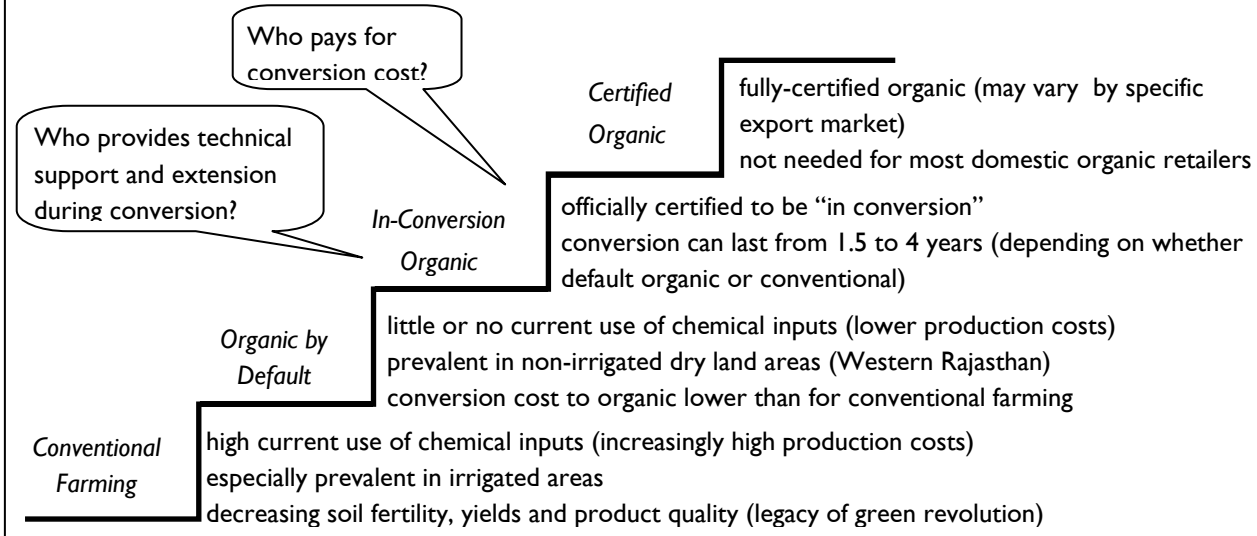 Who pays for
conversion cost?
Certified
Organic
fully-certified organic (may vary by specific
export market)
not needed for most domestic organic retailers
Who provides technical
support and extension
during conversion?
In-Conversion
Organic
officially certified to be “in conversion”
conversion can last from 1.5 to 4 years (depending on whether
default organic or conventional)
Organic by
Default
little or no current use of chemical inputs (lower production costs)
prevalent in non-irrigated dry land areas (Western Rajasthan)
conversion cost to organic lower than for conventional farming
Conventional
Farming
high current use of chemical inputs (increasingly high production costs)
especially prevalent in irrigated areas
decreasing soil fertility, yields and product quality (legacy of green revolution)